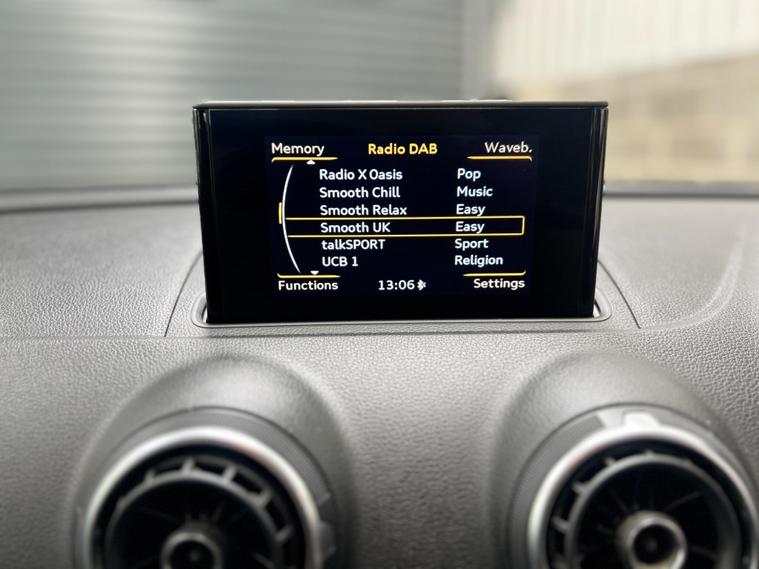 Memory Radio DAB Waveb.
Radio X Oasis Pop
Smooth Chill Music
Smooth Relax Easy
Smooth UK Easy
talkSPORT Sport
UCB 1 Religion
Functions 13:06 Settings